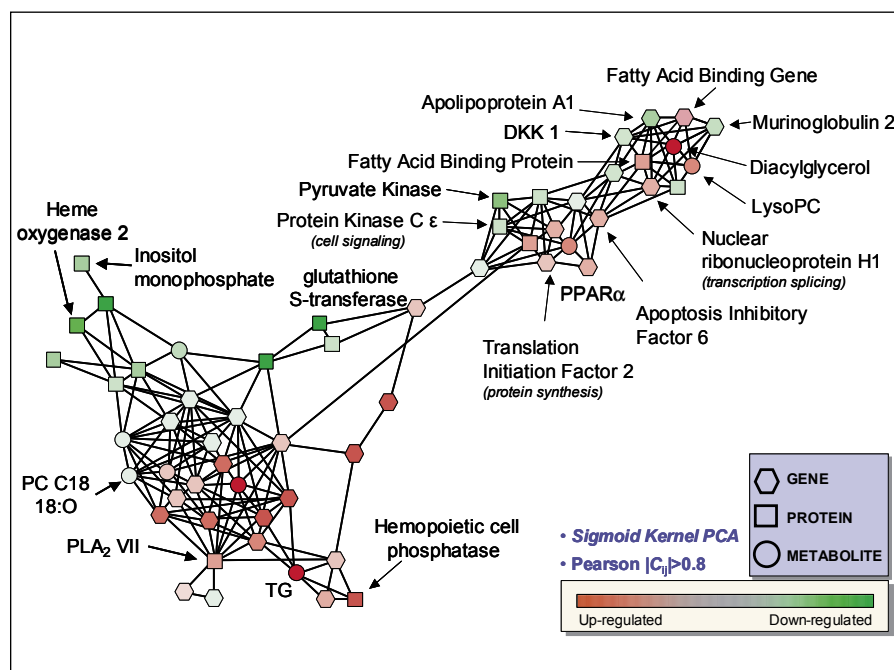 Fatty Acid Binding Gene
Apolipoprotein A1
Murinoglobulin 2
DKK 1
Fatty Acid Binding Protein
Diacylglycerol
Pyruvate Kinase
LysoPC
Heme
oxygenase 2
Protein Kinase C ε
(cell signaling)
Inositol
monophosphate
Nuclear
ribonucleoprotein H1
(transcription splicing)
glutathione
S-transferase
PPARα
Apoptosis Inhibitory
Factor 6
Translation
Initiation Factor 2
(protein synthesis)
PC C18
18:O
GENE
PROTEIN
METABOLITE
Hemopoietic cell
phosphatase
• Sigmoid Kernel PCA
• Pearson |Cij|>0.8
PLA2 VII
TG
Up-regulated
Down-regulated